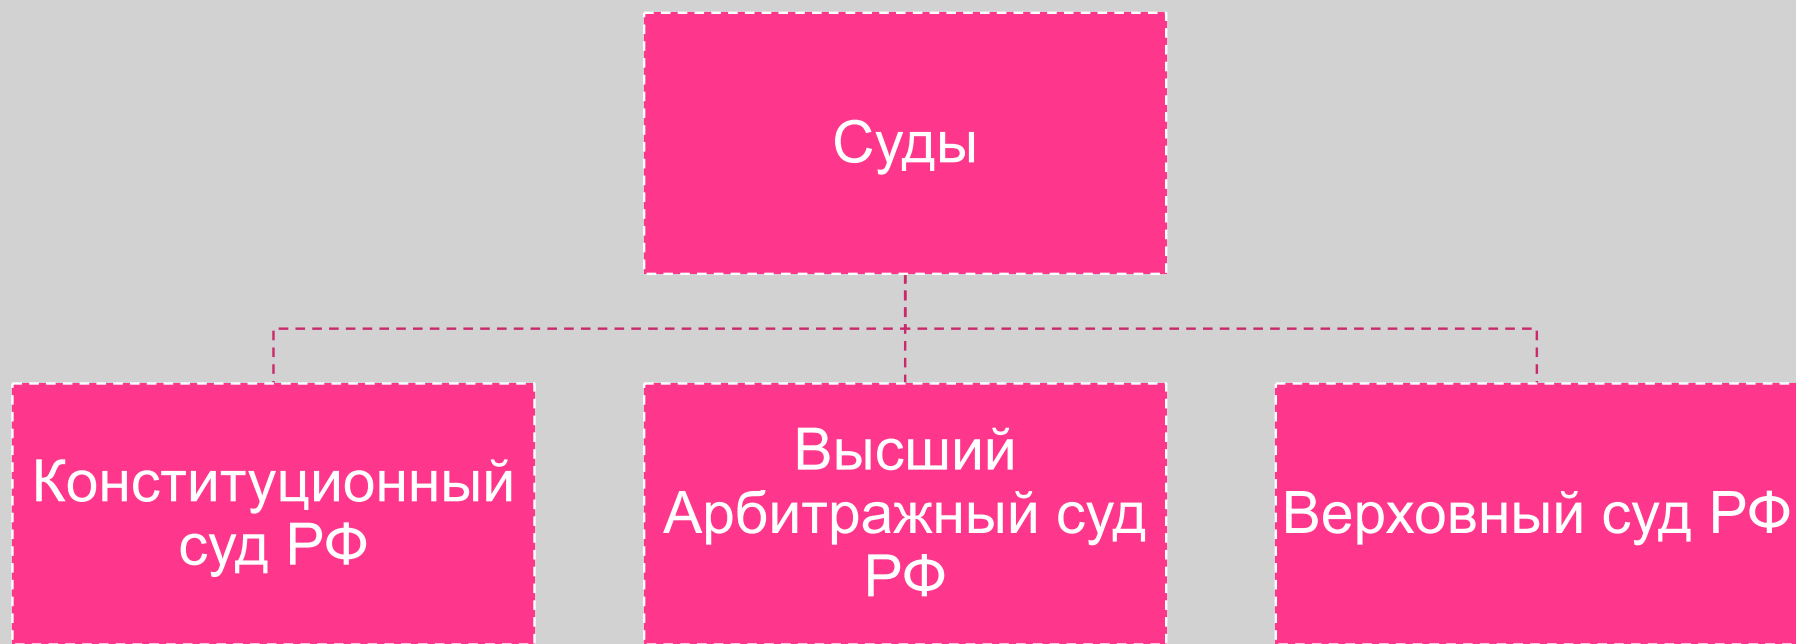 Суды
Конституционный
суд РФ
Высший
Арбитражный суд
РФ
Верховный суд РФ